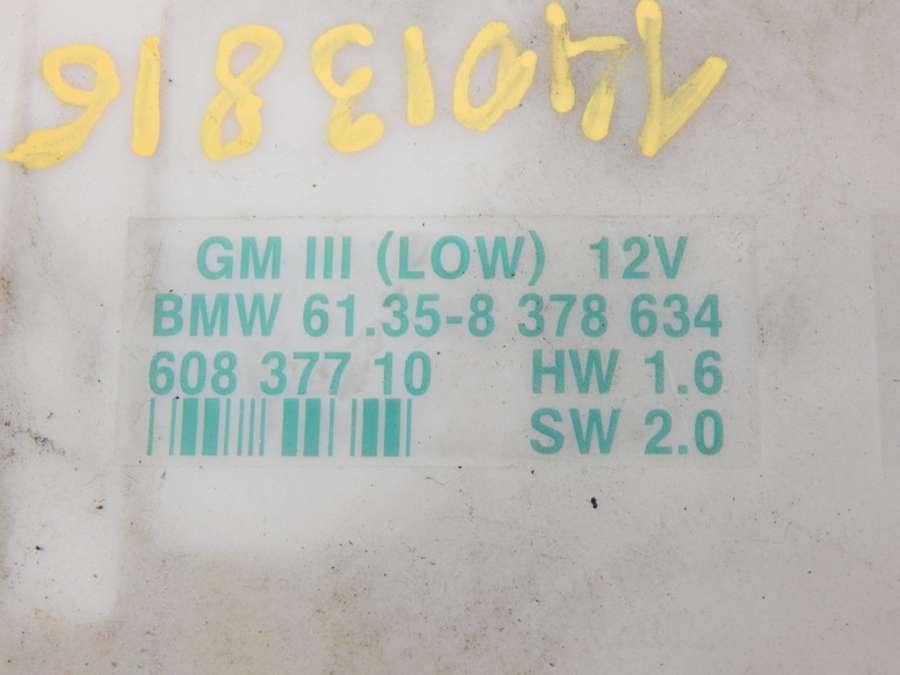 14013816
GM III (LOW) 12V
BMW 61.35-8 378 634
608 377 10 HW 1.6
SW 2.0